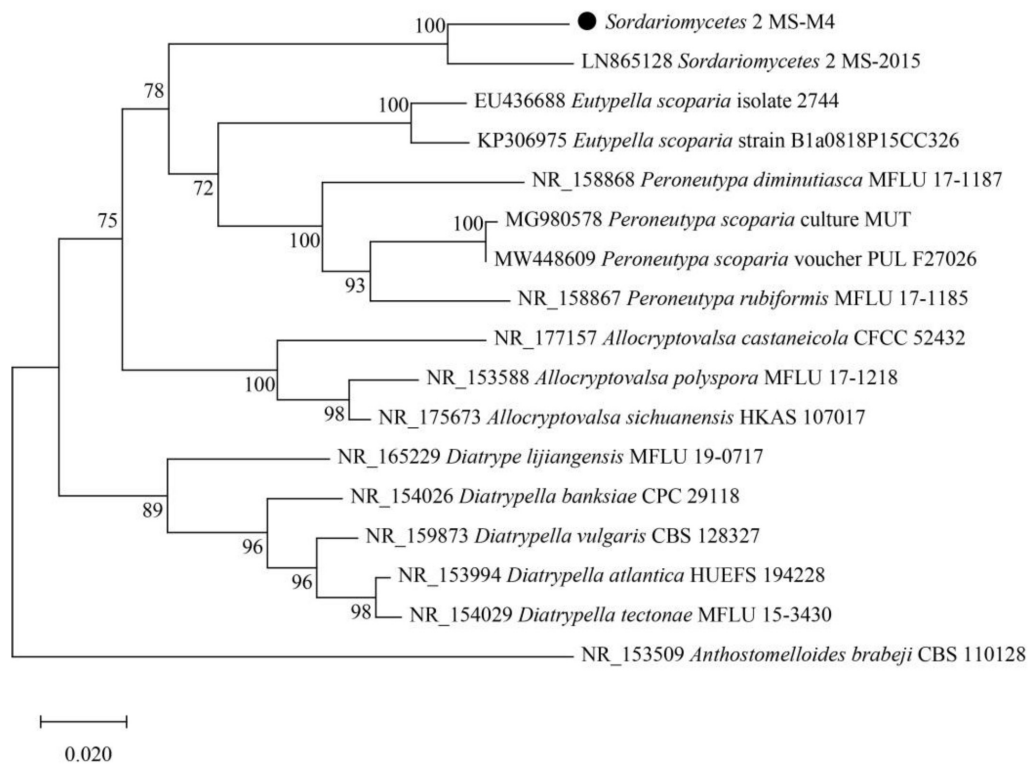 100
Sordariomycetes 2 MS-M4
LN865128 Sordariomycetes 2 MS-2015
78
100
EU436688 Eutypella scoparia isolate 2744
KP306975 Eutypella scoparia strain B1a0818P15CC326
72
NR_158868 Peroneutypa diminutiasca MFLU 17-1187
75
100
100
MG980578 Peroneutypa scoparia culture MUT
MW448609 Peroneutypa scoparia voucher PUL F27026
93
NR_158867 Peroneutypa rubiformis MFLU 17-1185
NR_177157 Allocryptovalsa castaneicola CFCC 52432
100
NR_153588 Allocryptovalsa polyspora MFLU 17-1218
98
NR_175673 Allocryptovalsa sichuanensis HKAS 107017
NR_165229 Diatrype lijiangensis MFLU 19-0717
89
NR_154026 Diatrypella banksiae CPC 29118
96
NR_159873 Diatrypella vulgaris CBS 128327
96
NR_153994 Diatrypella atlantica HUEFS 194228
98
NR_154029 Diatrypella tectonae MFLU 15-3430
NR_153509 Anthostomelloides brabeji CBS 110128
0.020